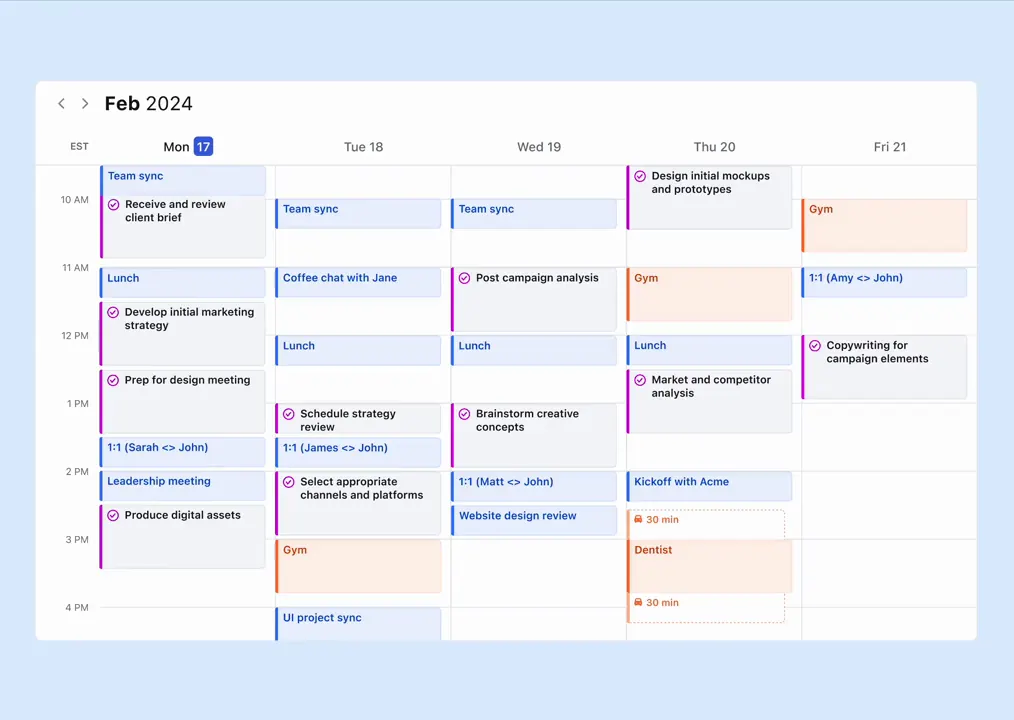 Feb 2024
EST
Mon 17
Tue 18
Wed 19
Thu 20
Fri 21
10 AM
11 AM
12 PM
1 PM
2 PM
3 PM
4 PM
Team sync
Receive and review
client brief
Lunch
Develop initial marketing
strategy
Prep for design meeting
1:1 (Sarah <> John)
Leadership meeting
Produce digital assets
Team sync
Coffee chat with Jane
Lunch
Schedule strategy
review
1:1 (James <> John)
Select appropriate
channels and platforms
Gym
UI project sync
Team sync
Post campaign analysis
Lunch
Brainstorm creative
concepts
1:1 (Matt <> John)
Website design review
Design initial mockups
and prototypes
Gym
Lunch
Market and competitor
analysis
Kickoff with Acme
30 min
Dentist
30 min
Gym
1:1 (Amy <> John)
Copywriting for
campaign elements